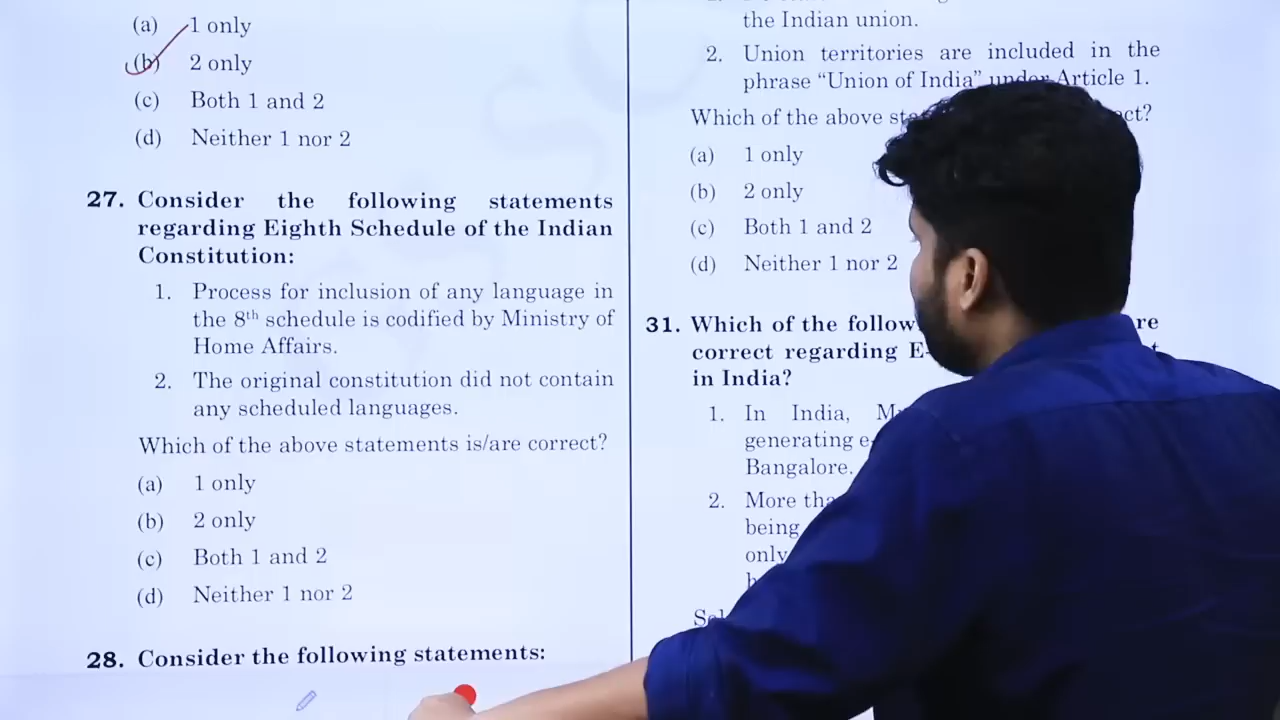 (a) 1 only
(b) 2 only
(c) Both 1 and 2
(d) Neither 1 nor 2
27. Consider the following statements
regarding Eighth Schedule of the Indian
Constitution:
1. Process for inclusion of any language in
the 8th schedule is codified by Ministry of
Home Affairs.
2. The original constitution did not contain
any scheduled languages.
Which of the above statements is/are correct?
(a) 1 only
(b) 2 only
(c) Both 1 and 2
(d) Neither 1 nor 2
28. Consider the following statements:
the Indian union.
2. Union territories are included in the
phrase “Union of India” under Article 1.
Which of the above
(a) 1 only
(b) 2 only
(c) Both 1 and 2
(d) Neither 1 nor 2
31. Which of the
correct regarding
in India?
1. In India,
generating
Bangalore.
2. More
being
only